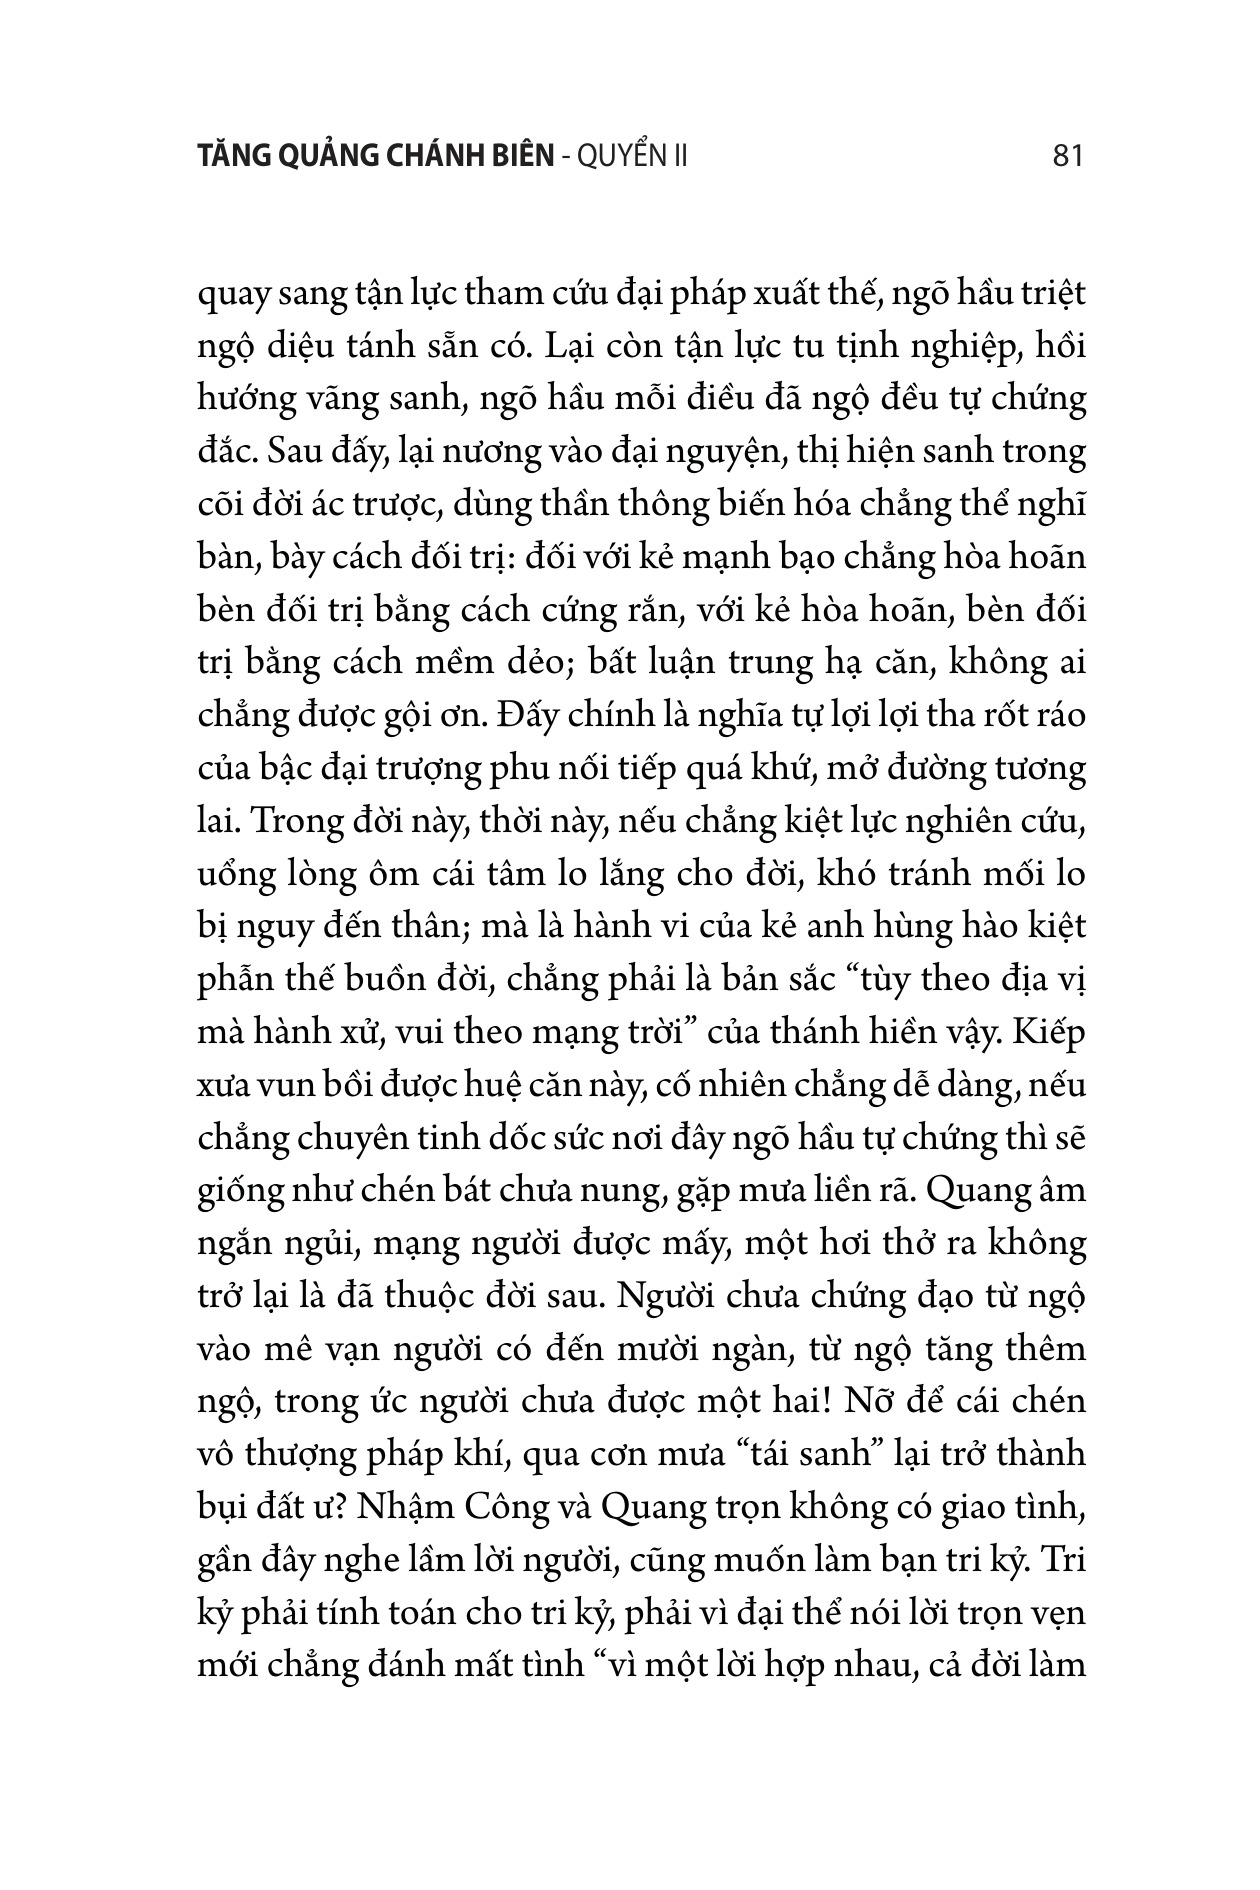 TĂNG QUẢNG CHÁNH BIÊN - QUYỂN II 81
quay sang tận lực tham cứu đại pháp xuất thế, ngõ hầu triệt
ngộ diệu tánh sẵn có. Lại còn tận lực tu tịnh nghiệp, hồi
hướng vãng sanh, ngõ hầu mỗi điều đã ngộ đều tự chứng
đắc. Sau đấy, lại nương vào đại nguyện, thị hiện sanh trong
cõi đời ác trược, dùng thần thông biến hóa chẳng thể nghĩ
bàn, bày cách đối trị: đối với kẻ mạnh bạo chẳng hòa hoãn
bèn đối trị bằng cách cứng rắn, với kẻ hòa hoãn, bèn đối
trị bằng cách mềm dẻo; bất luận trung hạ căn, không ai
chẳng được gội ơn. Đấy chính là nghĩa tự lợi lợi tha rốt ráo
của bậc đại trượng phu nối tiếp quá khứ, mở đường tương
lai. Trong đời này, thời này, nếu chẳng kiệt lực nghiên cứu,
uổng lòng ôm cái tâm lo lắng cho đời, khó tránh mối lo
bị nguy đến thân; mà là hành vi của kẻ anh hùng hào kiệt
phẫn thế buồn đời, chẳng phải là bản sắc “tùy theo địa vị
mà hành xử, vui theo mạng trời” của thánh hiền vậy. Kiếp
xưa vun bồi được huệ căn này, cố nhiên chẳng dễ dàng, nếu
chẳng chuyên tinh dốc sức nơi đây ngõ hầu tự chứng thì sẽ
giống như chén bát chưa nung, gặp mưa liền rã. Quang âm
ngắn ngủi, mạng người được mấy, một hơi thở ra không
trở lại là đã thuộc đời sau. Người chưa chứng đạo từ ngộ
vào mê vạn người có đến mười ngàn, từ ngộ tăng thêm
ngộ, trong ức người chưa được một hai! Nỡ để cái chén
vô thượng pháp khí, qua cơn mưa “tái sanh” lại trở thành
bụi đất ư? Nhậm Công và Quang trọn không có giao tình,
gần đây nghe lầm lời người, cũng muốn làm bạn tri kỷ. Tri
kỷ phải tính toán cho tri kỷ, phải vì đại thể nói lời trọn vẹn
mới chẳng đánh mất tình “vì một lời hợp nhau, cả đời làm